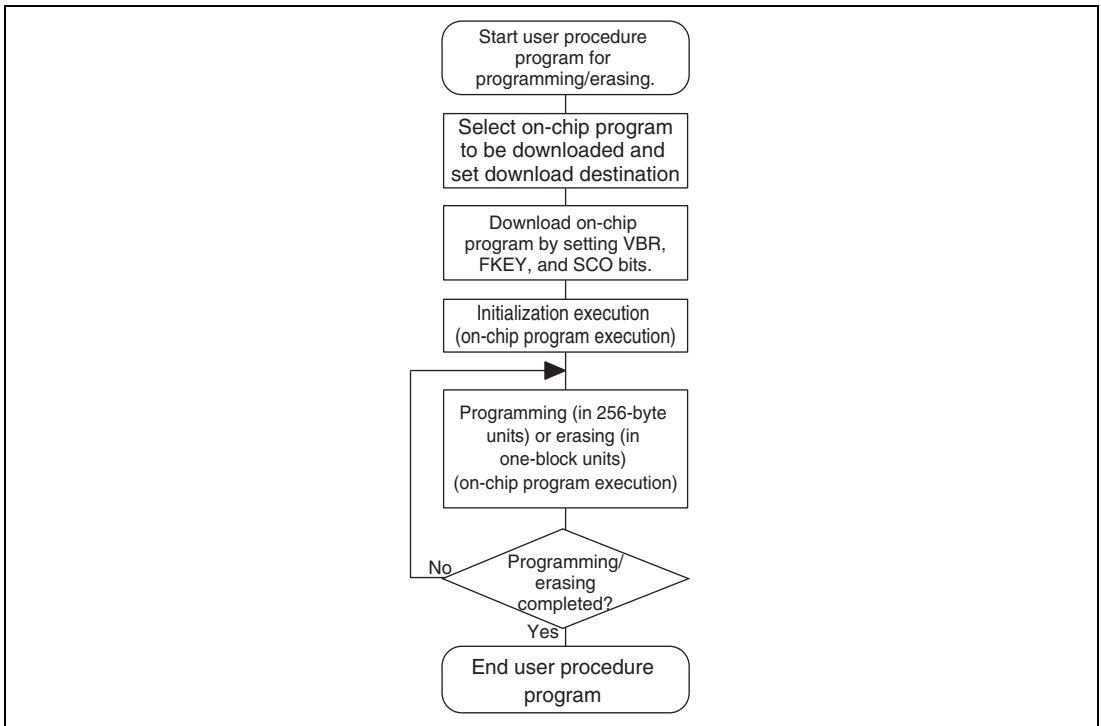 Start user procedure
program for
programming/erasing.
Select on-chip program
to be downloaded and
set download destination
Download on-chip
program by setting VBR,
FKEY, and SCO bits.
Initialization execution
(on-chip program execution)
Programming (in 256-byte
units) or erasing (in
one-block units)
(on-chip program execution)
No
Programming/
erasing
completed?
Yes
End user procedure
program